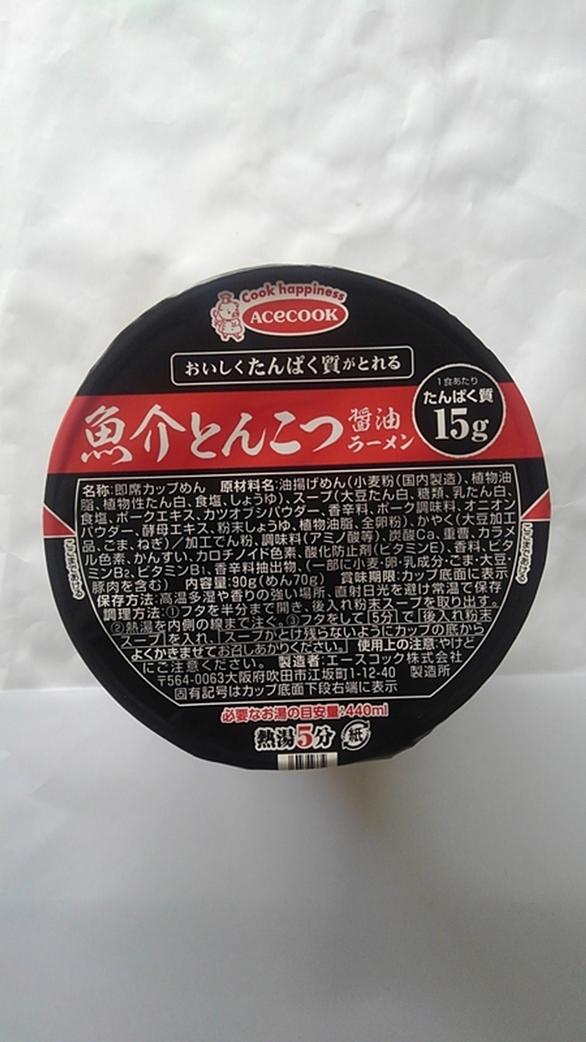 Cook happiness
ACECOOK
おいしくたんぱく質がとれる
1食あたり
たんぱく質
15g
魚介とんこつ
醤油
ラーメン
名称:即席カップめん 原材料名:油揚げめん(小麦粉(国内製造)、植物油
脂、植物性たん白、食塩、しょうゆ)、スープ(大豆たん白、糖類、乳たん白、
食塩、ポークエキス、カツオブシパウダー、香辛料、ポーク調味料、オニオン
パウダー、酵母エキス、粉末しょうゆ、植物油脂、全卵粉)、かやく(大豆加工
品、ごま、ねぎ)/加工でん粉、調味料(アミノ酸等)、炭酸Ca、重曹、カラメ
ル色素、かんすい、カロチノイド色素、酸化防止剤(ビタミンE)、香料、ビタ
ミンB₂、ビタミンB₁、香辛料抽出物、(一部に小麦・卵・乳成分・ごま・大豆・
豚肉を含む) 内容量:90g(めん70g) 賞味期限:カップ底面に表示
保存方法:高温多湿や香りの強い場所、直射日光を避け常温で保存
調理方法:①フタを半分まで開き、後入れ粉末スープを取り出す。
②熱湯を内側の線まで注ぐ。③フタをして5分で後入れ粉末
スープを入れ、スープがとけ残らないようにカップの底から
よくかきまぜてお召しあがりください。 使用上の注意:やけど
にご注意ください。 製造者:エースコック株式会社
〒564-0063大阪府吹田市江坂町1-12-40 製造所
固有記号はカップ底面下段右端に表示
必要なお湯の目安量:440ml
熱湯5分
紙